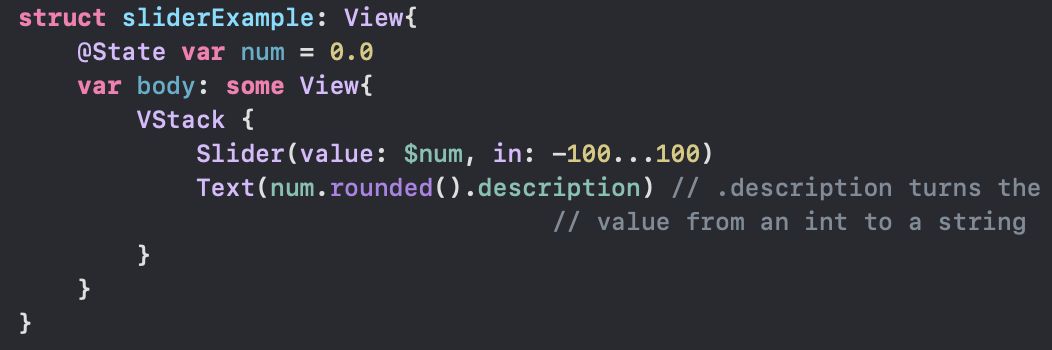 struct sliderExample: View{
    @State var num = 0.0
    var body: some View{
        VStack {
            Slider(value: $num, in: -100...100)
            Text(num.rounded().description) // .description turns the
                                    // value from an int to a string
        }
    }
}